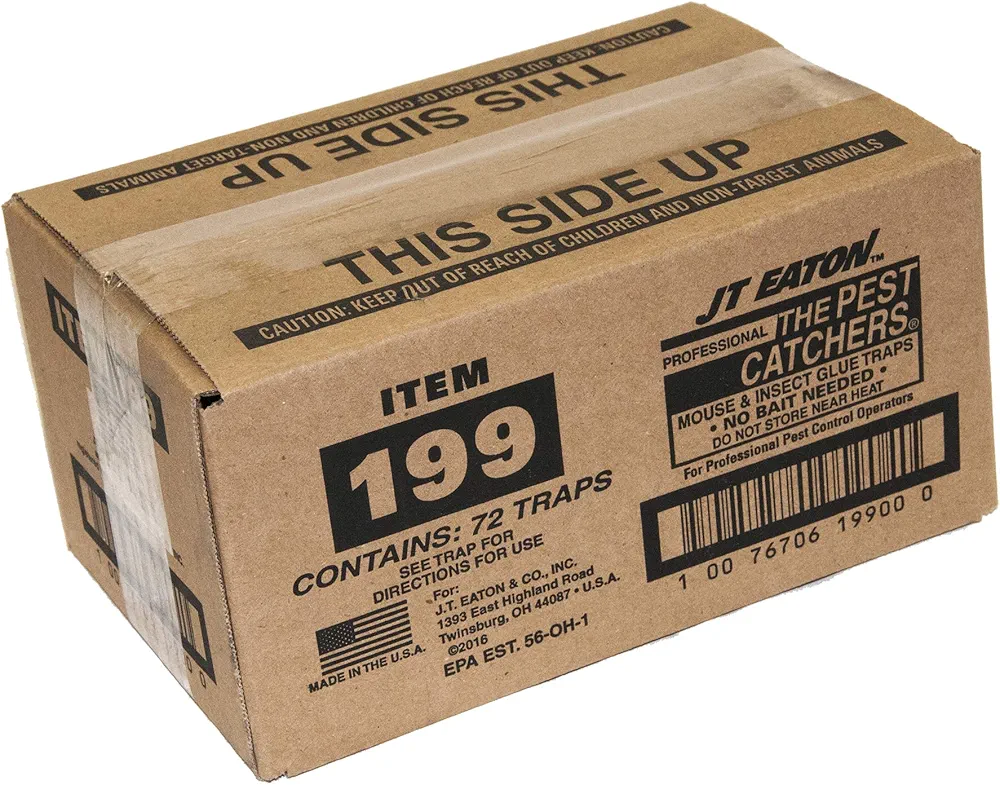 CAUTION: KEEP OUT OF REACH OF CHILDREN AND NON-TARGET ANIMALS
THIS SIDE UP
THIS SIDE UP
CAUTION: KEEP OUT OF REACH OF CHILDREN AND NON-TARGET ANIMALS
JT EATON™
PROFESSIONAL THE PEST
CATCHERS®
MOUSE & INSECT GLUE TRAPS
• NO BAIT NEEDED •
DO NOT STORE NEAR HEAT
For Professional Pest Control Operators
1 00 76706 19900 0
ITEM
199
CONTAINS: 72 TRAPS
SEE TRAP FOR
DIRECTIONS FOR USE
For:
J.T. EATON & CO., INC.
1393 East Highland Road
Twinsburg, OH 44087 • U.S.A.
©2016
EPA EST. 56-OH-1
MADE IN THE U.S.A.